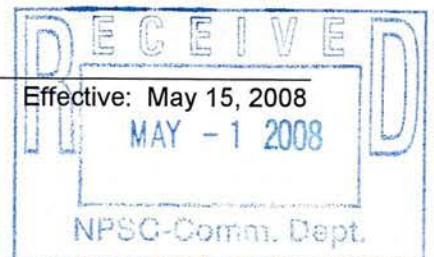 RECEIVED
Effective: May 15, 2008
MAY - 1 2008
NPSC-Comm. Dept.